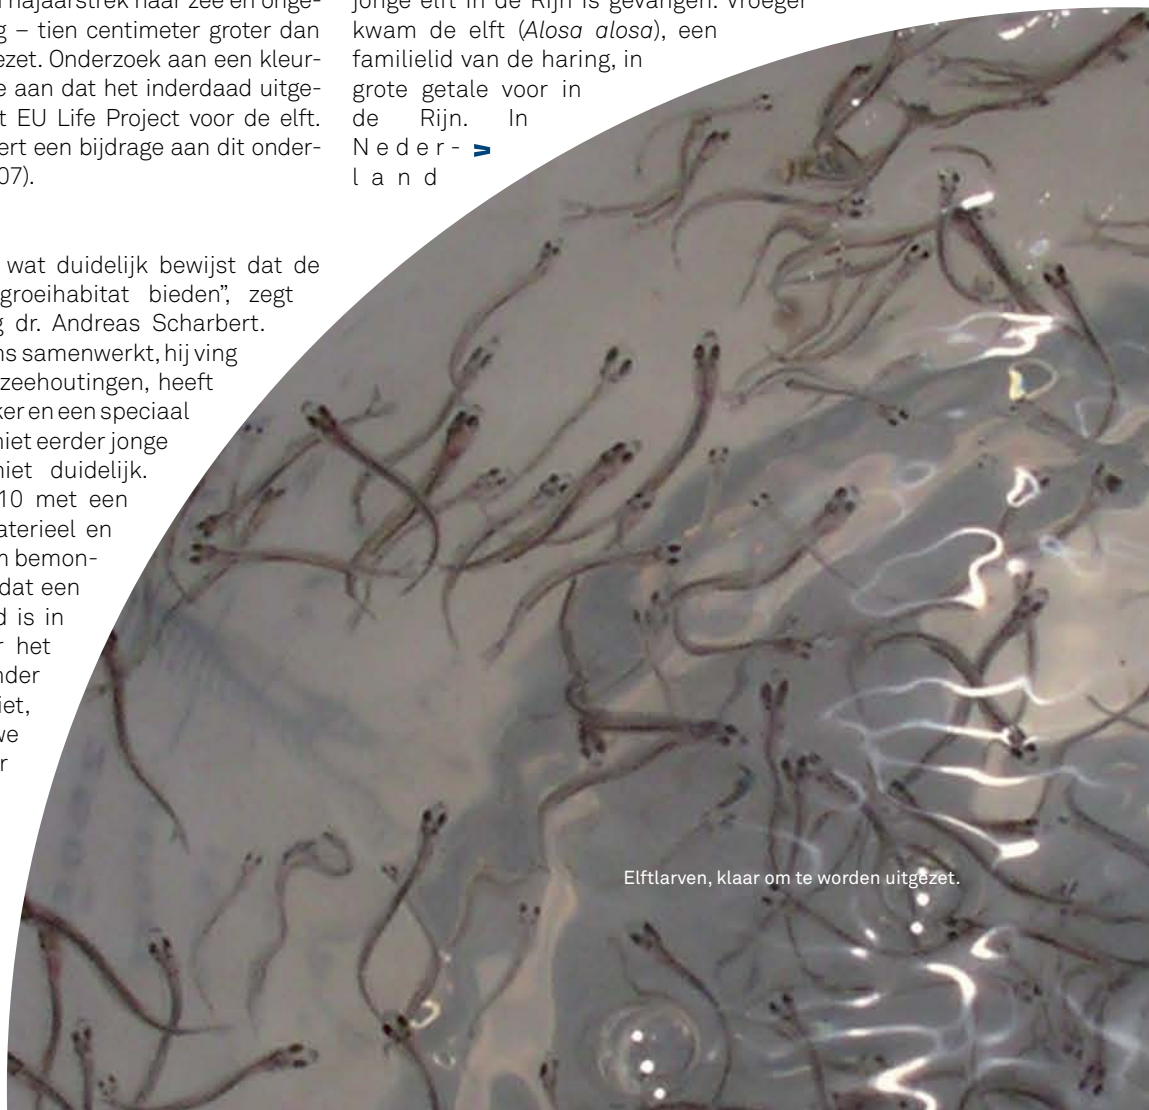 najaarstrek naar zee en onge-
g – tien centimeter groter dan
ezet. Onderzoek aan een kleur-
e aan dat het inderdaad uitge-
t EU Life Project voor de elft.
ert een bijdrage aan dit onder-
07).
wat duidelijk bewijst dat de
groeihabitat bieden”, zegt
g dr. Andreas Scharbert.
ns samenwerkt, hij ving
zeehoutingen, heeft
ker en een speciaal
niet eerder jonge
niet duidelijk.
10 met een
aterieel en
n bemon-
dat een
d is in
r het
nder
iet,
we
r
jonge elft in de Rijn is gevangen. Vroeger
kwam de elft (Alosa alosa), een
familielid van de haring, in
grote getale voor in
de Rijn. In
Neder- >
land
Elftlarven, klaar om te worden uitgezet.